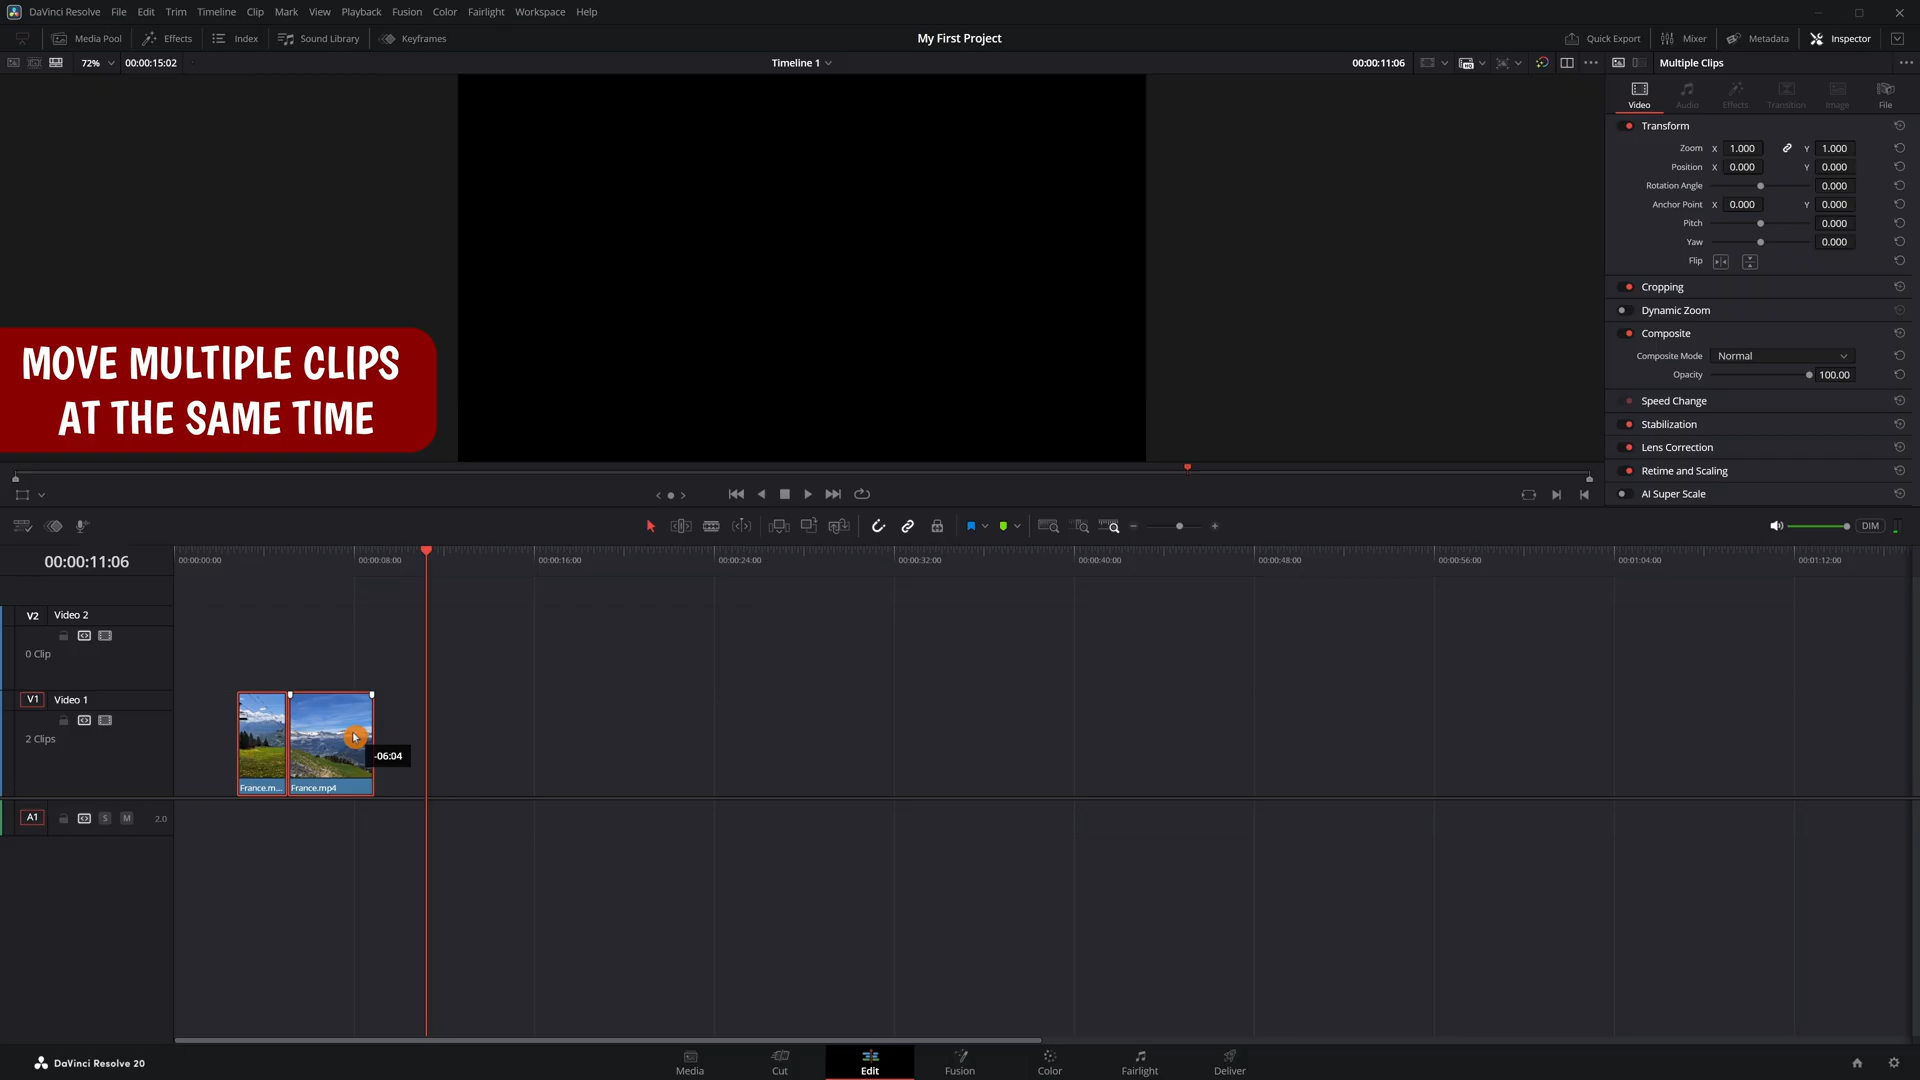 DaVinci Resolve File Edit Trim Timeline Clip Mark View Playback Fusion Color Fairlight Workspace Help
Media Pool Effects Index Sound Library Keyframes My First Project Quick Export Mixer Metadata Inspector
72% 00:00:15:02 Timeline 1 00:00:11:06 Multiple Clips
Video Audio Effects Transition Image File
Transform
Zoom X 1.000 Y 1.000
Position X 0.000 Y 0.000
Rotation Angle 0.000
Anchor Point X 0.000 Y 0.000
Pitch 0.000
Yaw 0.000
Flip
Cropping
Dynamic Zoom
Composite
Composite Mode Normal
Opacity 100.00
Speed Change
Stabilization
Lens Correction
Retime and Scaling
AI Super Scale
MOVE MULTIPLE CLIPS
AT THE SAME TIME
DIM
00:00:11:06 00:00:00:00 00:00:08:00 00:00:16:00 00:00:24:00 00:00:32:00 00:00:40:00 00:00:48:00 00:00:56:00 00:01:04:00 00:01:12:00
V2 Video 2
0 Clip
V1 Video 1
2 Clips
-06:04
France.m... France.mp4
A1 S M 2.0
DaVinci Resolve 20 Media Cut Edit Fusion Color Fairlight Deliver